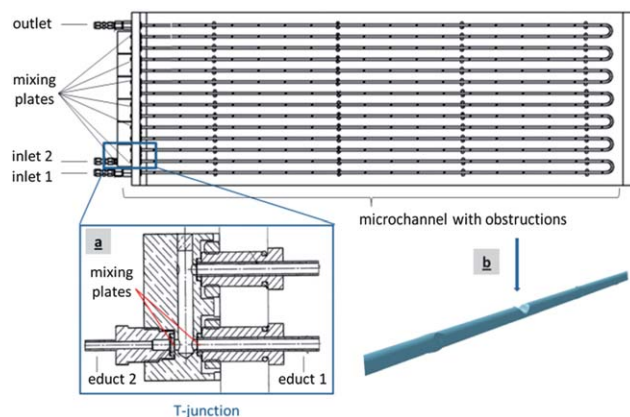 outlet
mixing
plates
inlet 2
inlet 1
microchannel with obstructions
a
b
mixing
plates
educt 2
educt 1
T-junction